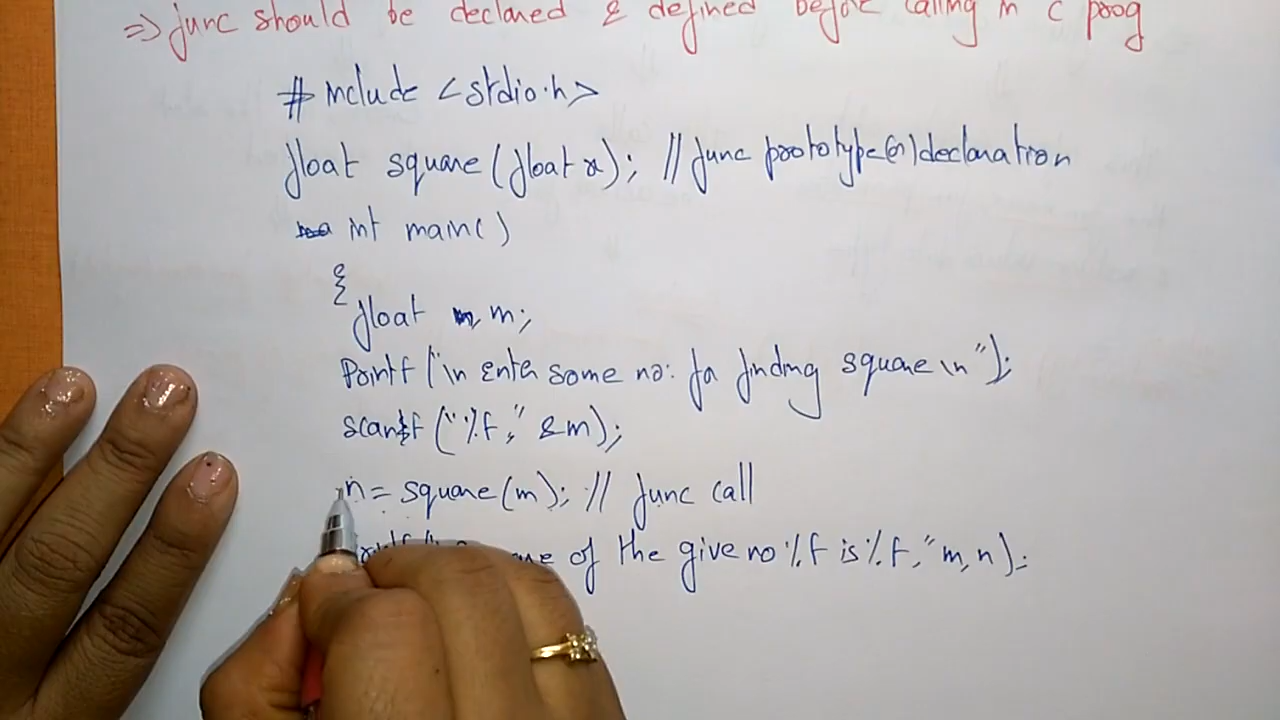 => func should be declared & defined before calling in C prog
#include <stdio.h>
float square(float x); // func prototype(or)declaration
int main()
{
float m;
printf("\n enter some no: for finding square \n");
scanf("%f," &m);
n = square(m); // func call
of the give no %f is %f," m, n);